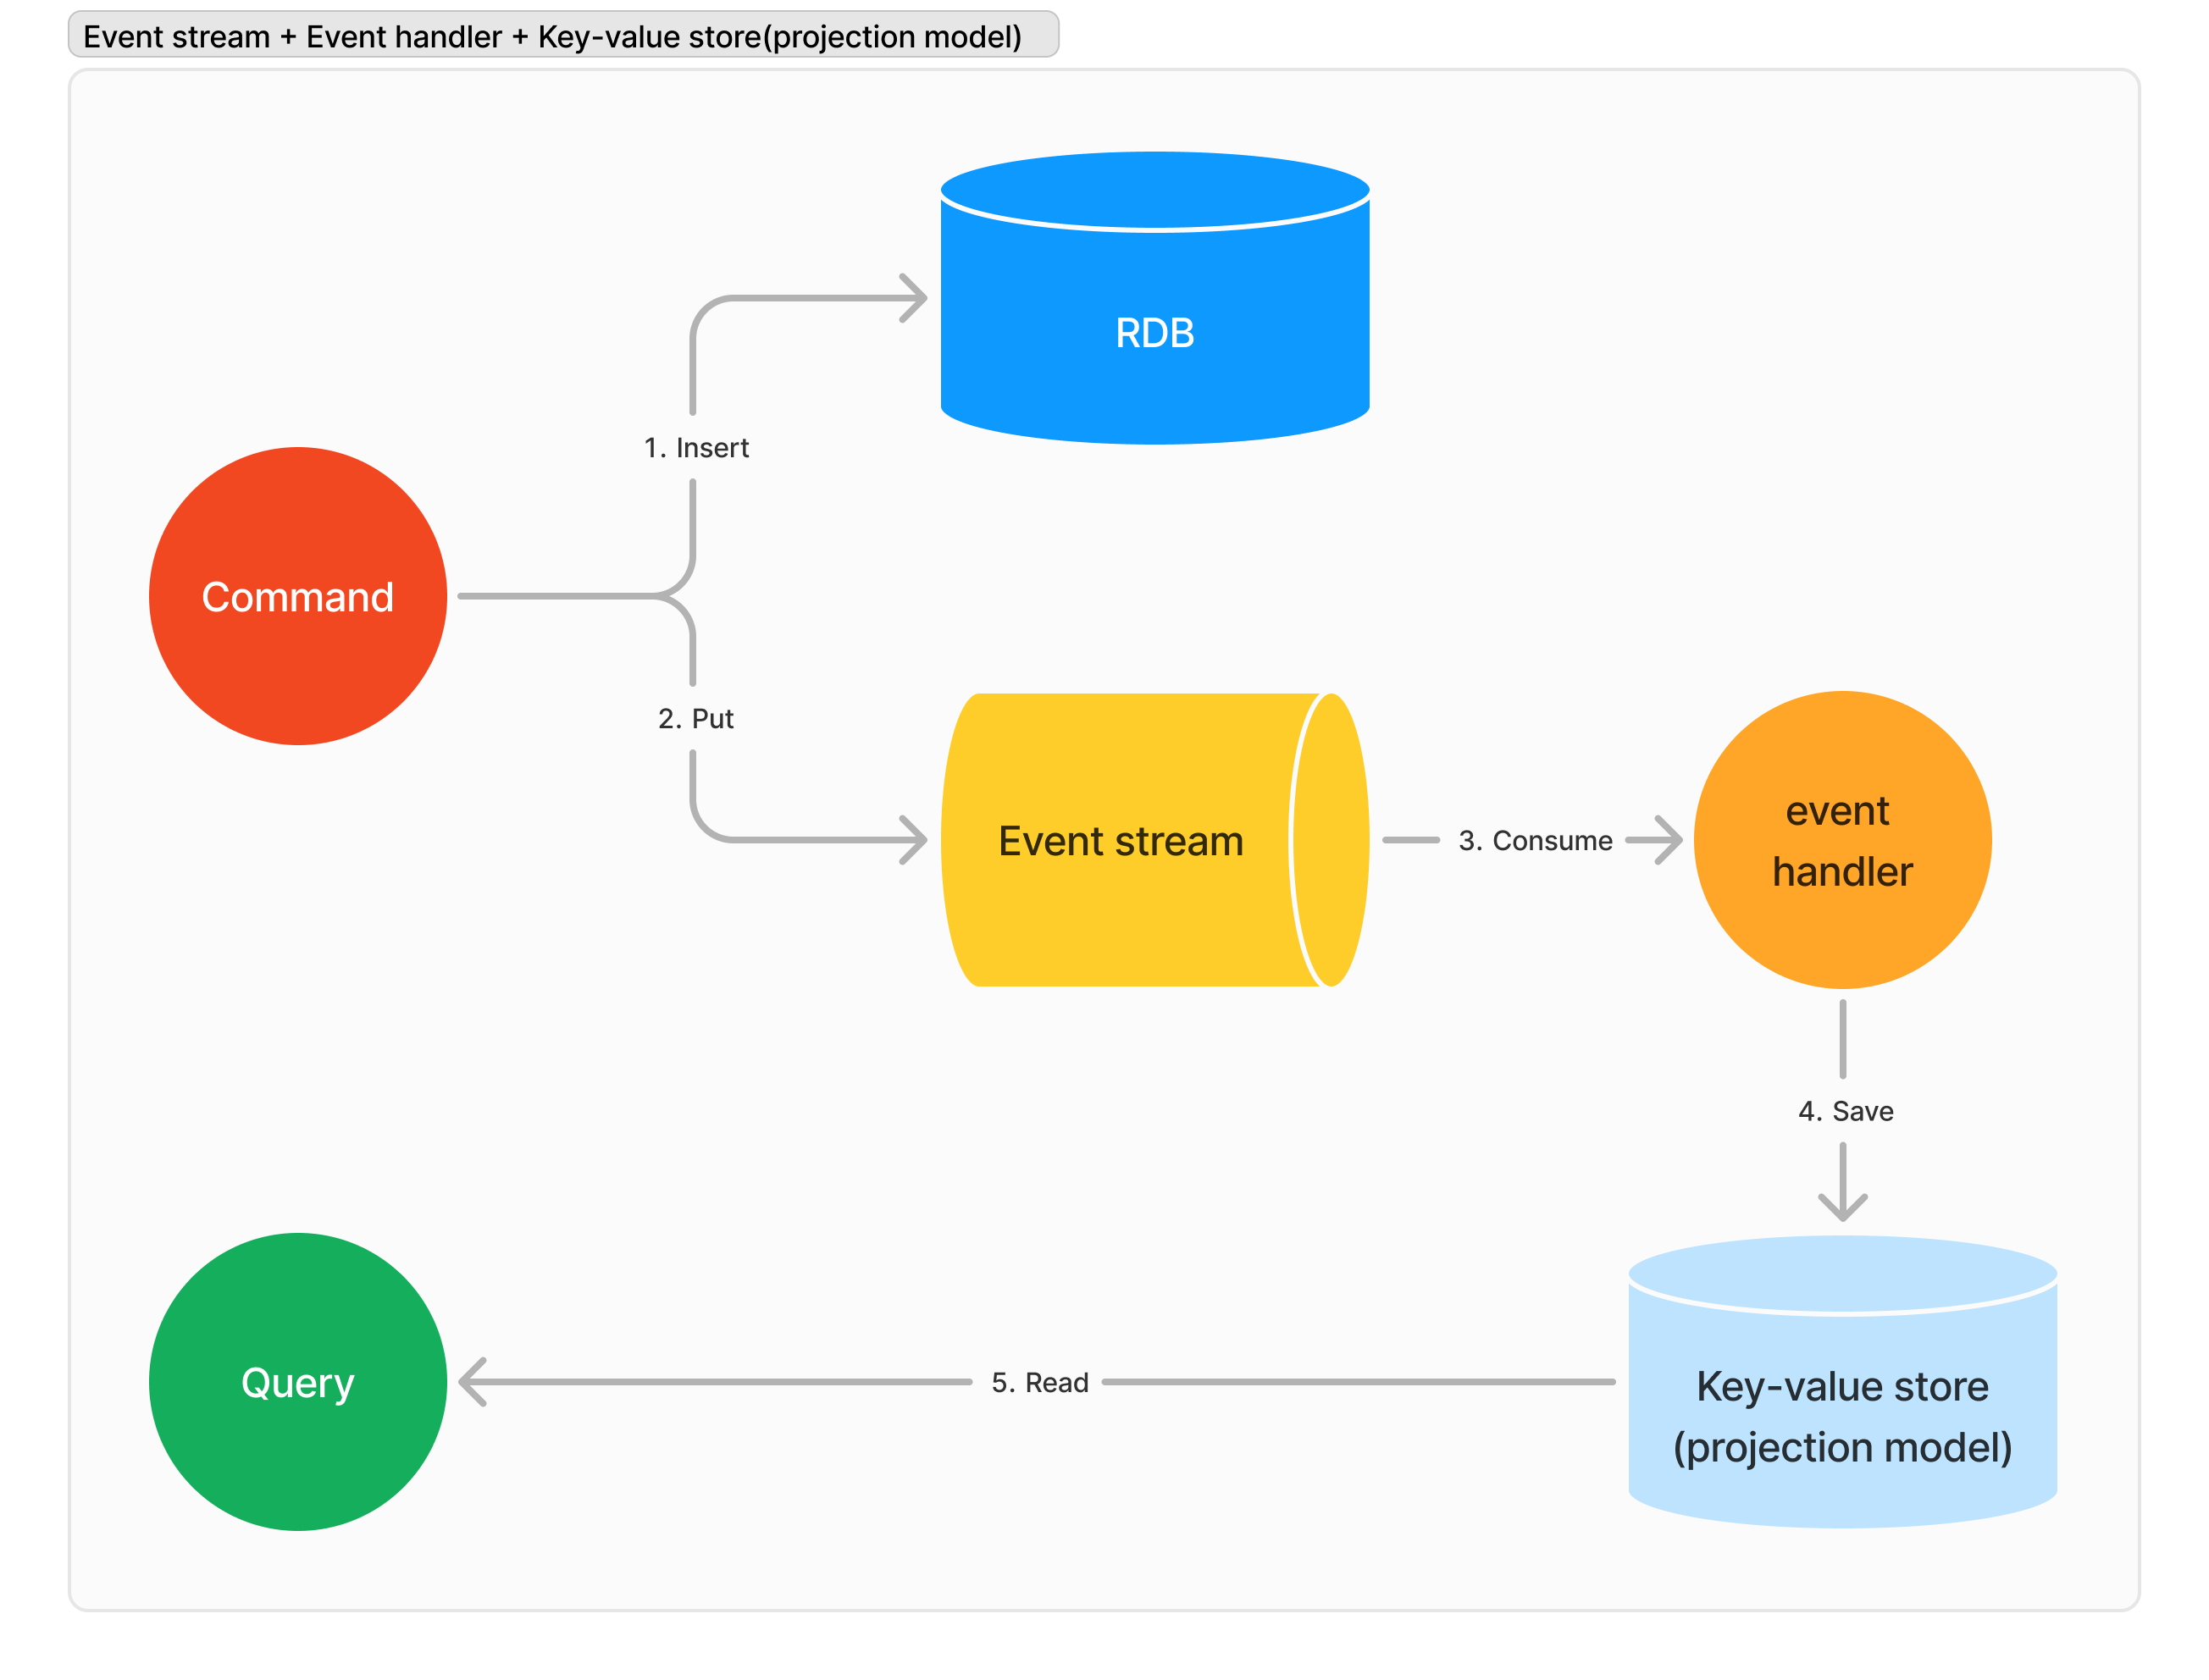 Event stream + Event handler + Key-value store(projection model)
RDB
1. Insert
Command
2. Put
Event stream
3. Consume
event
handler
4. Save
Query
5. Read
Key-value store
(projection model)